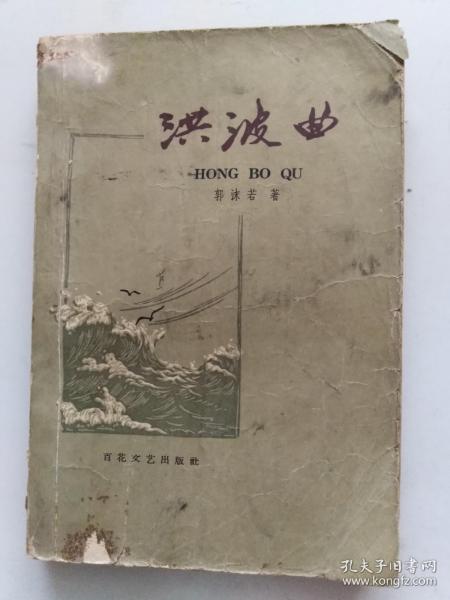 洪波曲
HONG BO QU
郭沫若 著
百花文艺出版社
孔夫子旧书网
www.kongfz.com